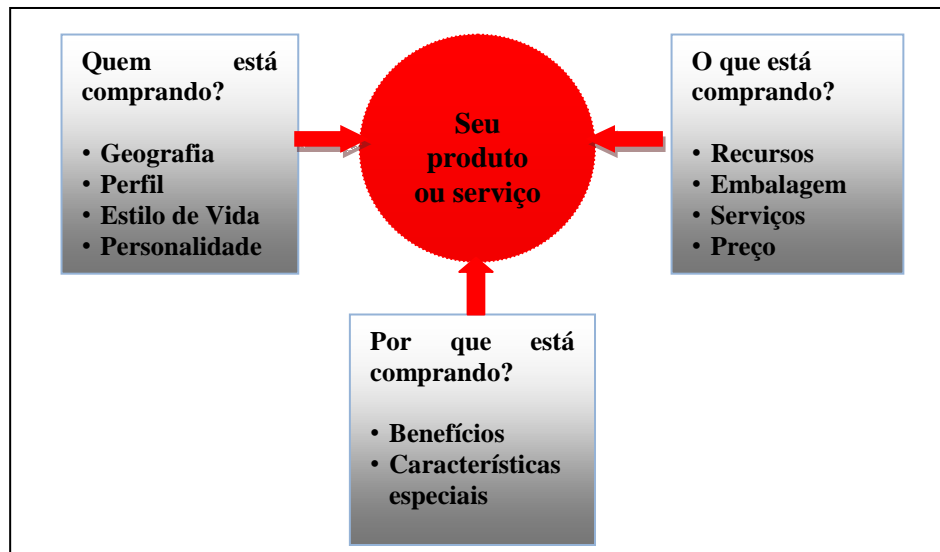 Quem está
comprando?
• Geografia
• Perfil
• Estilo de Vida
• Personalidade
Seu
produto
ou serviço
O que está
comprando?
• Recursos
• Embalagem
• Serviços
• Preço
Por que está
comprando?
• Benefícios
• Características
especiais